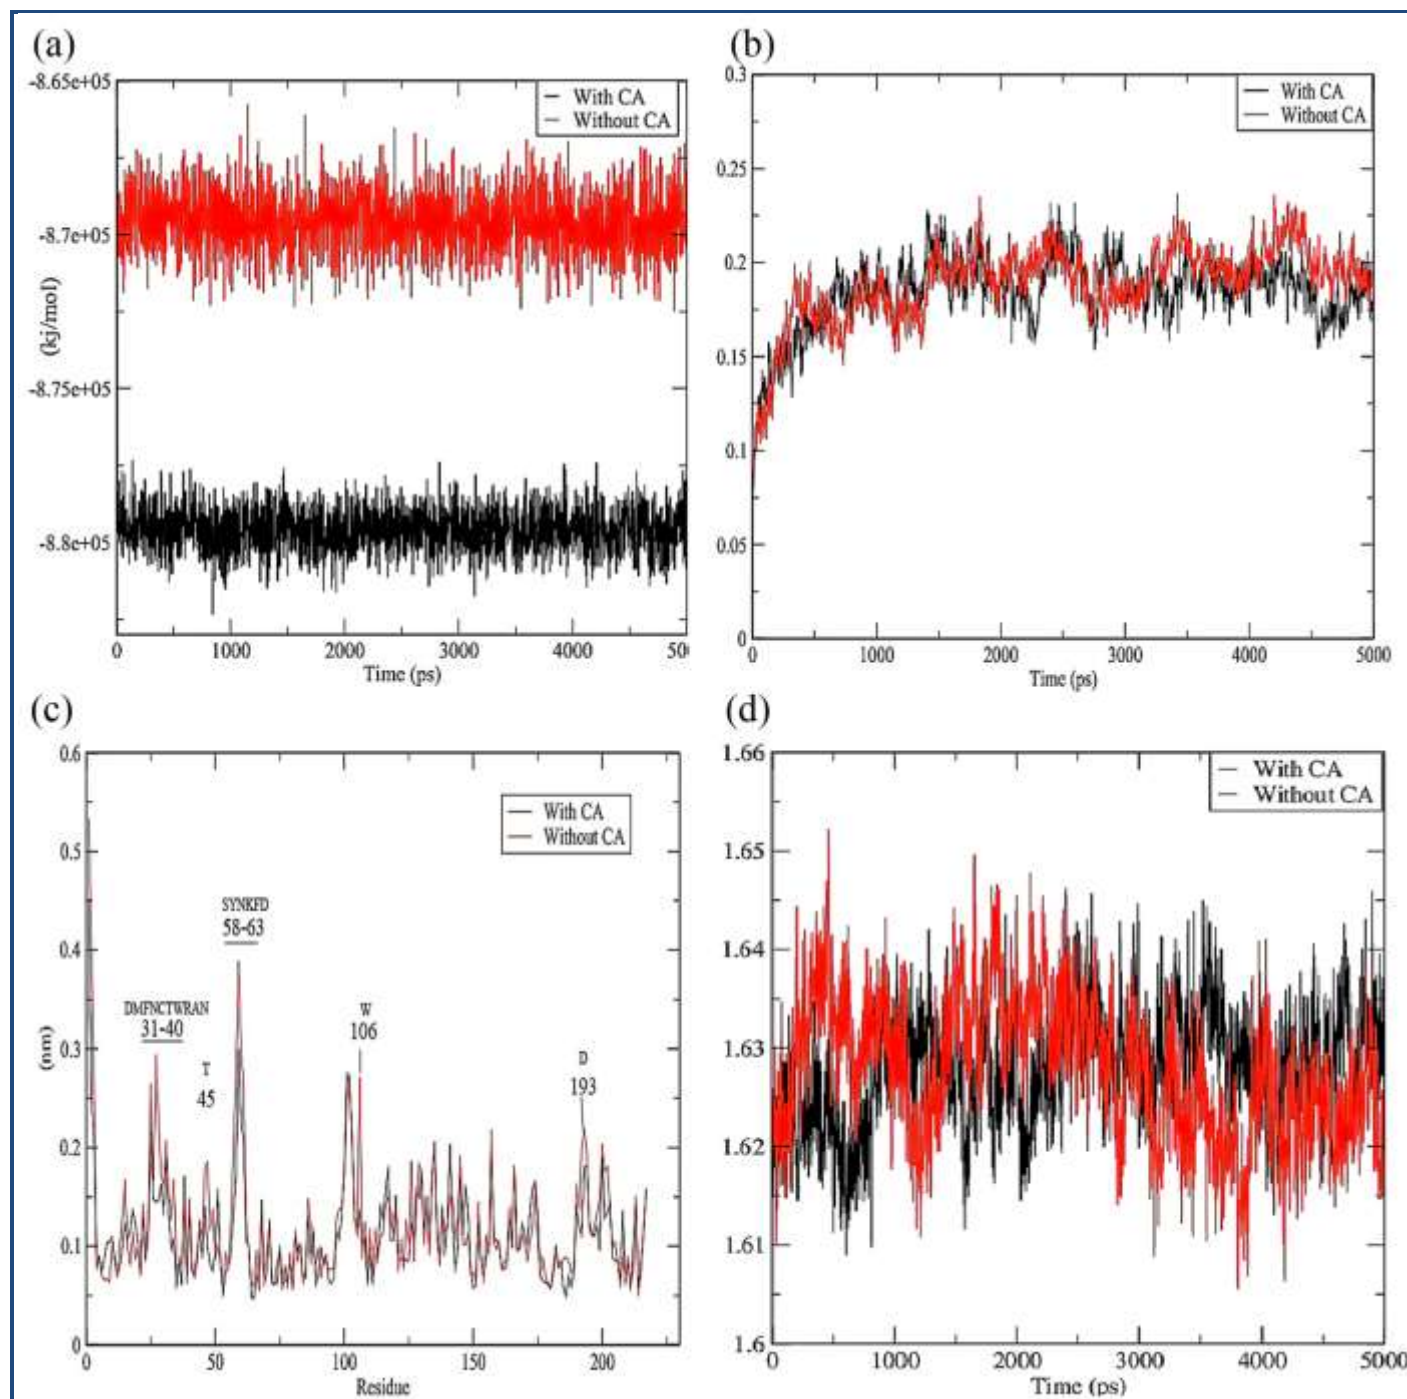 (a)
-8.65e+05
With CA
Without CA
-8.7e+05
(kj/mol)
-8.75e+05
-8.8e+05
0 1000 2000 3000 4000 500
Time (ps)
(b)
0.3
With CA
Without CA
0.25
0.2
0.15
0.1
0.05
0
0 1000 2000 3000 4000 5000
Time (ps)
(c)
0.6
With CA
Without CA
0.5
SYNKFD
58-63
0.4
DMFNCTWRAN
31-40
W
106
(nm)
0.3
T
45
D
193
0.2
0.1
0
0 50 100 150 200
Residue
(d)
1.66
With CA
Without CA
1.65
1.64
1.63
1.62
1.61
1.6
0 1000 2000 3000 4000 5000
Time (ps)